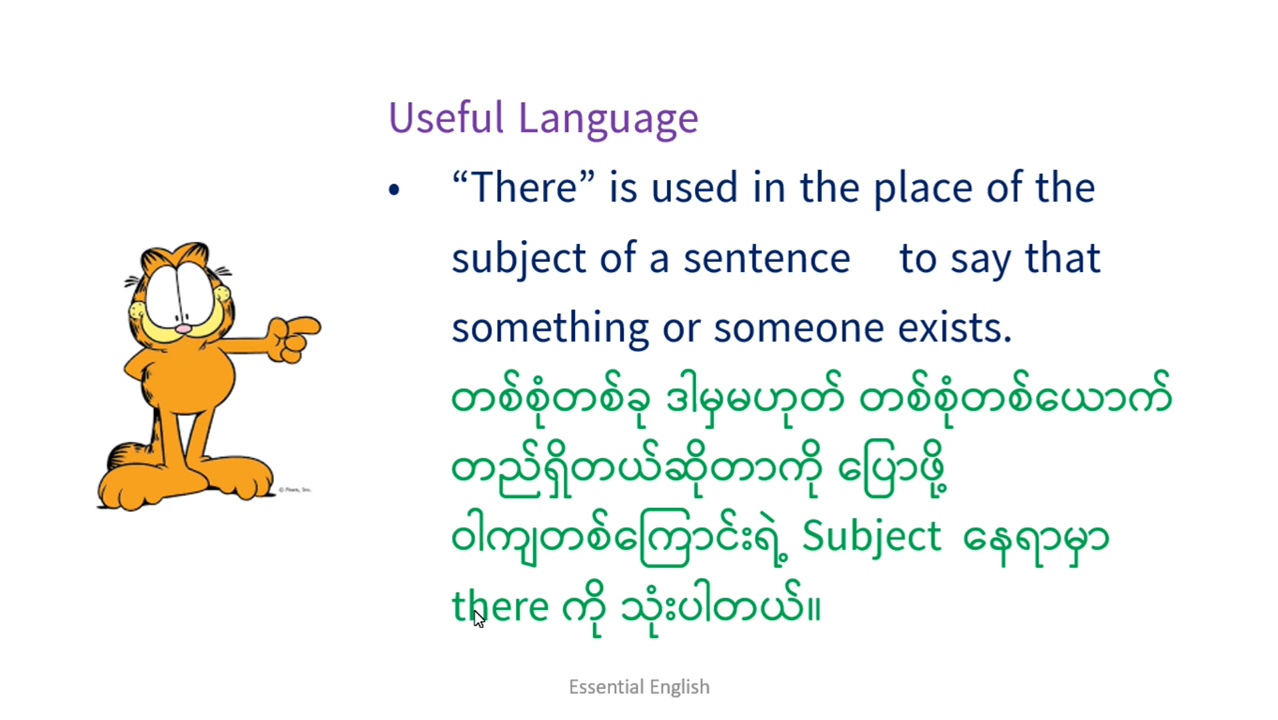 Useful Language
• “There” is used in the place of the
subject of a sentence to say that
something or someone exists.
တစ်စုံတစ်ခု ဒါမှမဟုတ် တစ်စုံတစ်ယောက်
တည်ရှိတယ်ဆိုတာကို ပြောဖို့
ဝါကျတစ်ကြောင်းရဲ့ Subject နေရာမှာ
there ကို သုံးပါတယ်။
Essential English